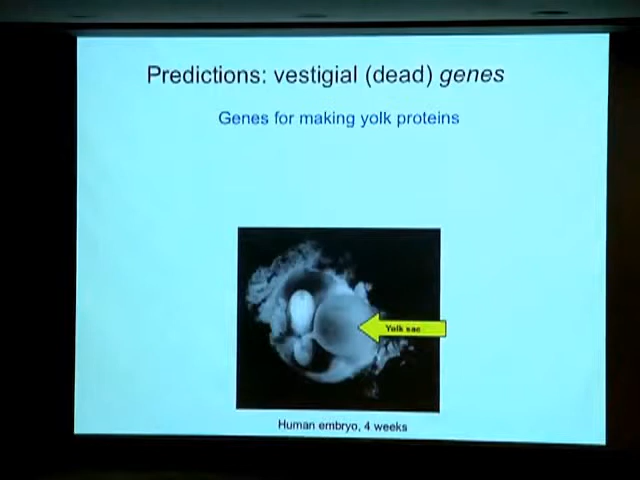 Predictions: vestigial (dead) genes
Genes for making yolk proteins
Yolk sac
Human embryo, 4 weeks